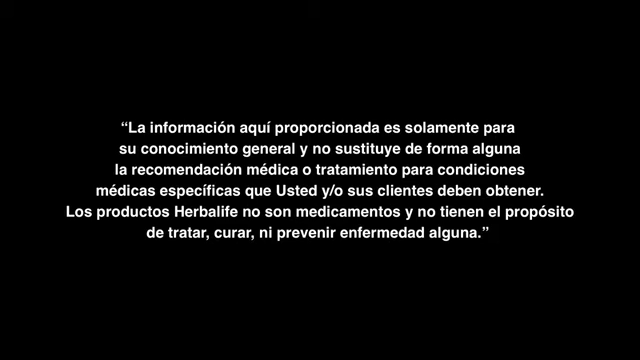 “La información aquí proporcionada es solamente para
su conocimiento general y no sustituye de forma alguna
la recomendación médica o tratamiento para condiciones
médicas específicas que Usted y/o sus clientes deben obtener.
Los productos Herbalife no son medicamentos y no tienen el propósito
de tratar, curar, ni prevenir enfermedad alguna.”